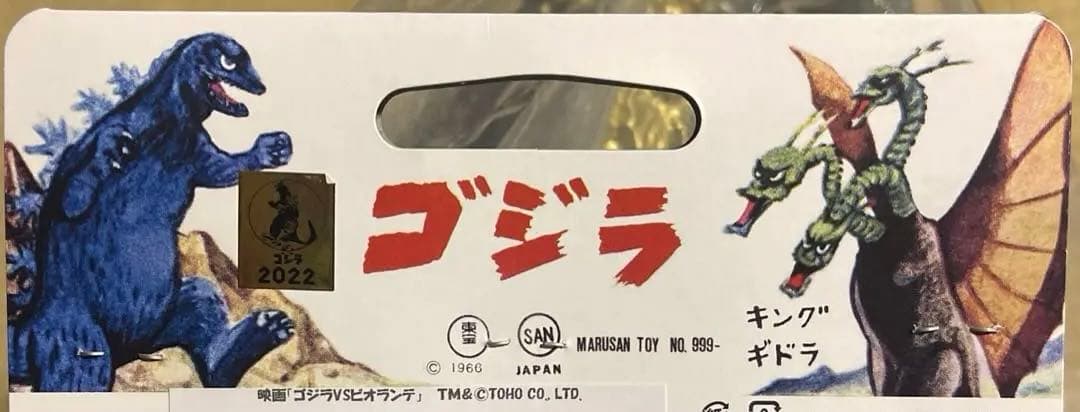 ゴジラ
ゴジラ
2022
東宝
SAN
MARUSAN TOY NO. 999-
© 1966
JAPAN
キング
ギドラ
映画「ゴジラVSビオランテ」 TM&©TOHO CO., LTD.